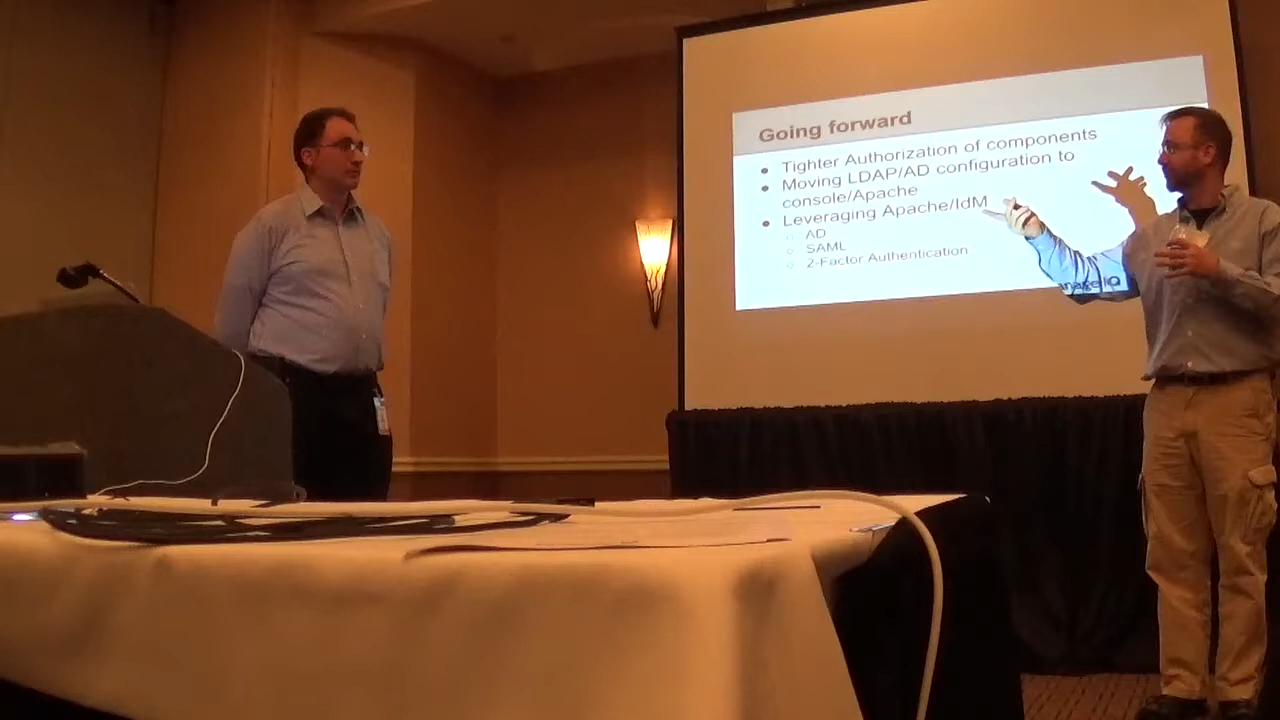 Going forward
● Tighter Authorization of components
● Moving LDAP/AD configuration to
console/Apache
● Leveraging Apache/IdM
○ AD
○ SAML
○ 2-Factor Authentication
anageIQ